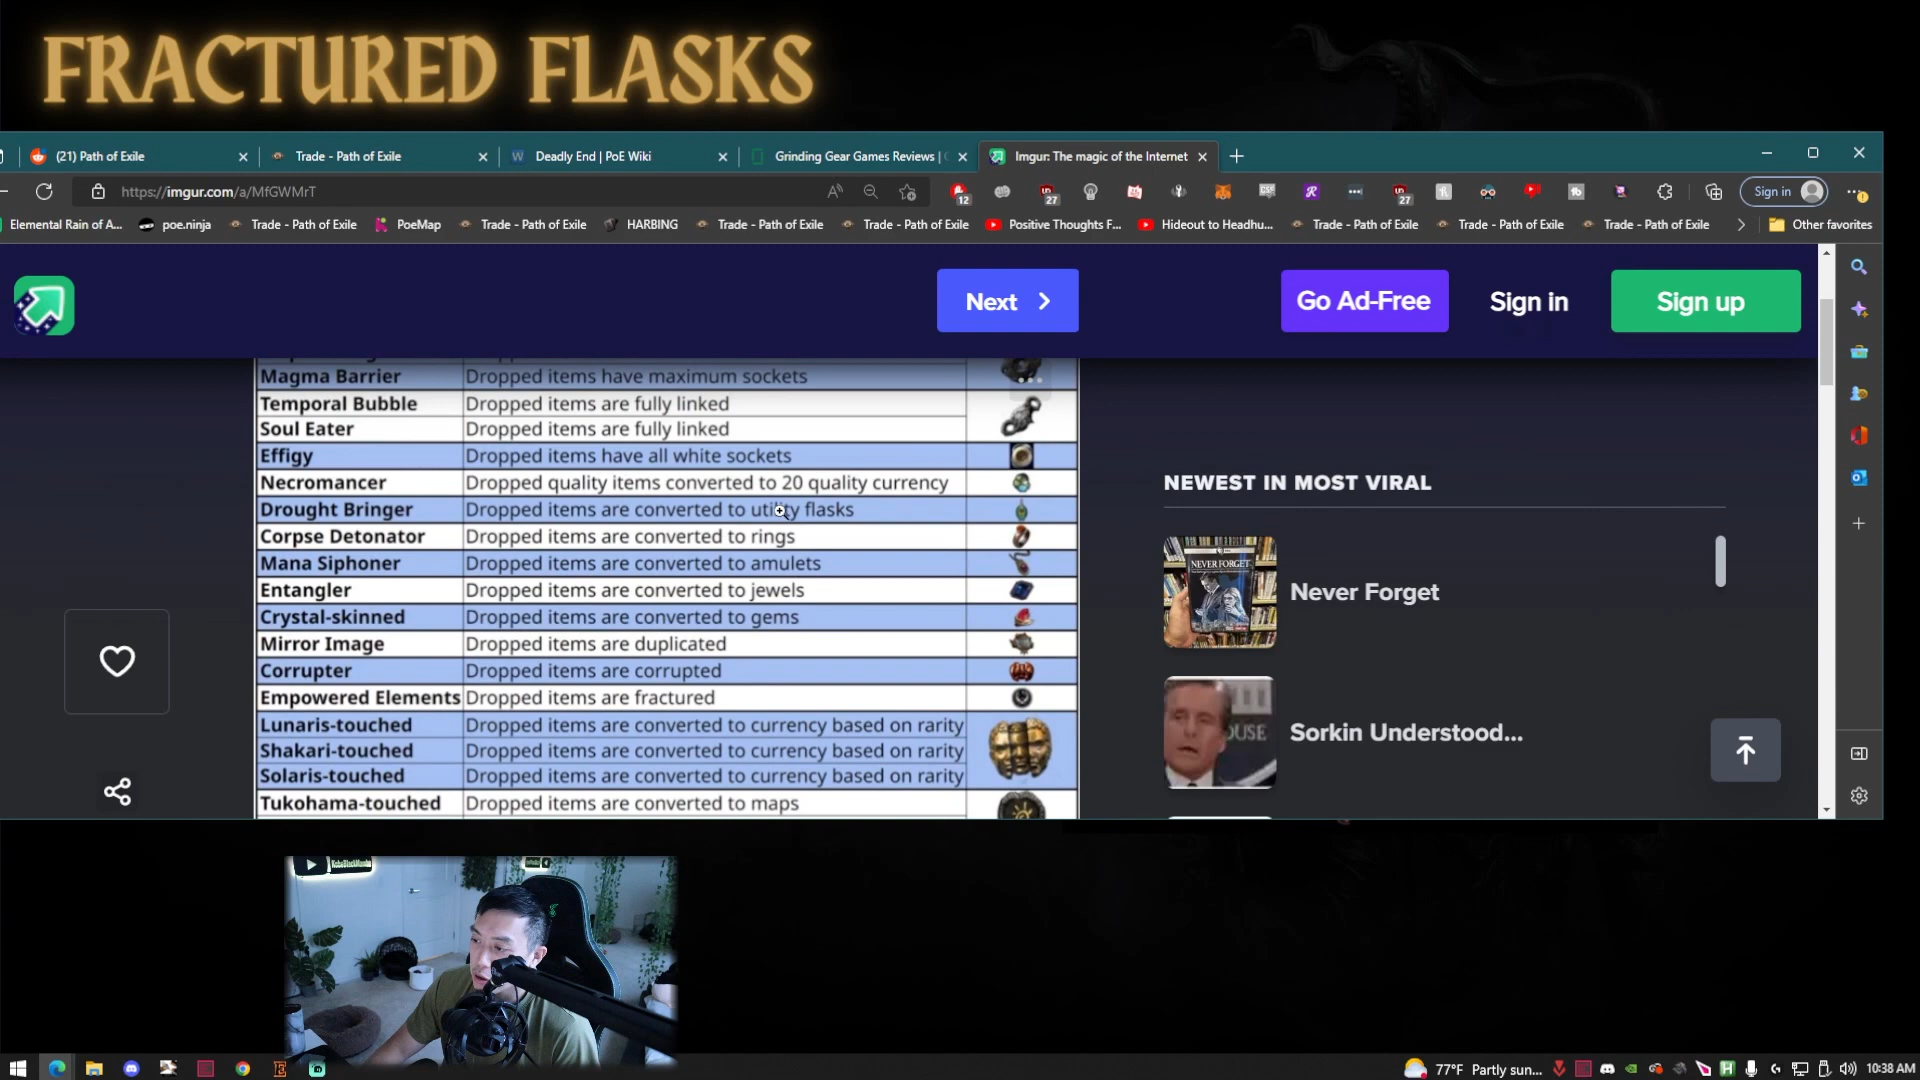 FRACTURED FLASKS
(21) Path of Exile
Trade - Path of Exile
Deadly End | PoE Wiki
Grinding Gear Games Reviews |
Imgur: The magic of the Internet
https://imgur.com/a/MfGWMrT
12
27
27
Sign in
Elemental Rain of A...
poe.ninja
Trade - Path of Exile
PoeMap
Trade - Path of Exile
HARBING
Trade - Path of Exile
Trade - Path of Exile
Positive Thoughts F...
Hideout to Headhu...
Trade - Path of Exile
Trade - Path of Exile
Trade - Path of Exile
Other favorites
Next
Go Ad-Free
Sign in
Sign up
Magma Barrier Dropped items have maximum sockets
Temporal Bubble Dropped items are fully linked
Soul Eater Dropped items are fully linked
Effigy Dropped items have all white sockets
Necromancer Dropped quality items converted to 20 quality currency
Drought Bringer Dropped items are converted to utility flasks
Corpse Detonator Dropped items are converted to rings
Mana Siphoner Dropped items are converted to amulets
Entangler Dropped items are converted to jewels
Crystal-skinned Dropped items are converted to gems
Mirror Image Dropped items are duplicated
Corrupter Dropped items are corrupted
Empowered Elements Dropped items are fractured
Lunaris-touched Dropped items are converted to currency based on rarity
Shakari-touched Dropped items are converted to currency based on rarity
Solaris-touched Dropped items are converted to currency based on rarity
Tukohama-touched Dropped items are converted to maps
NEWEST IN MOST VIRAL
NEVER FORGET
Never Forget
Sorkin Understood...
77°F Partly sun...
10:38 AM